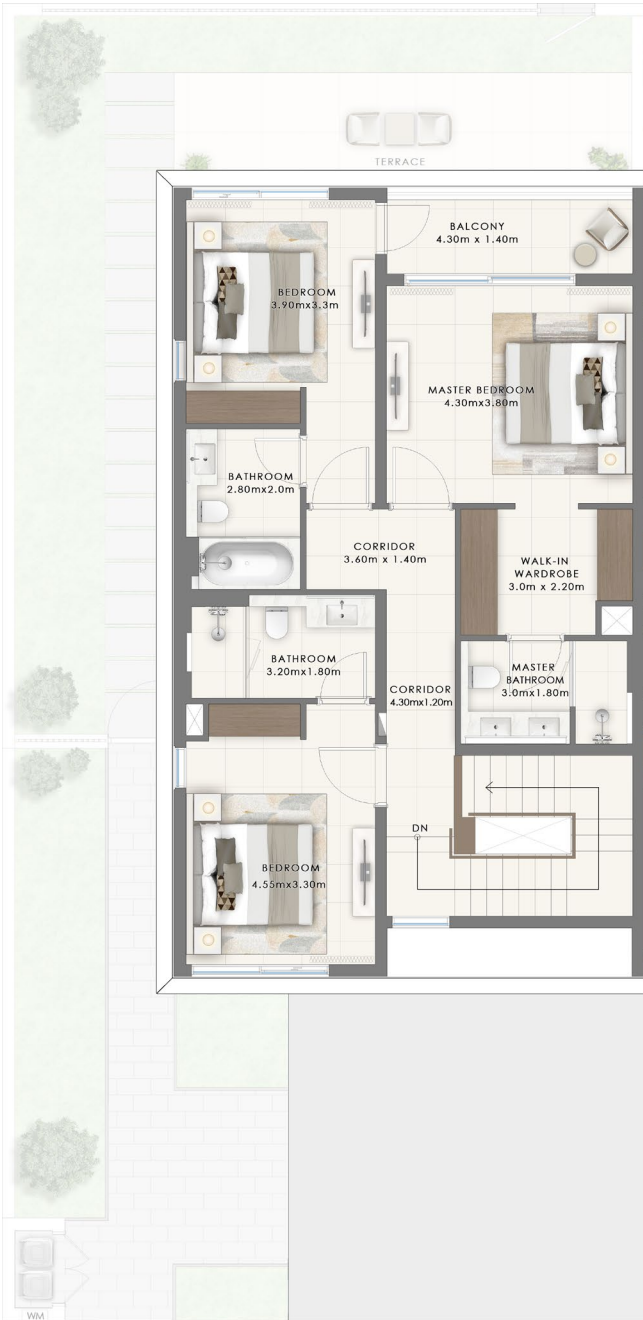 TERRACE
BALCONY
4.30m x 1.40m
BEDROOM
3.90mx3.3m
MASTER BEDROOM
4.30mx3.80m
BATHROOM
2.80mx2.0m
CORRIDOR
3.60m x 1.40m
WALK-IN
WARDROBE
3.0m x 2.20m
BATHROOM
3.20mx1.80m
MASTER
BATHROOM
3.0mx1.80m
CORRIDOR
4.30mx1.20m
DN
BEDROOM
4.55mx3.30m
WM